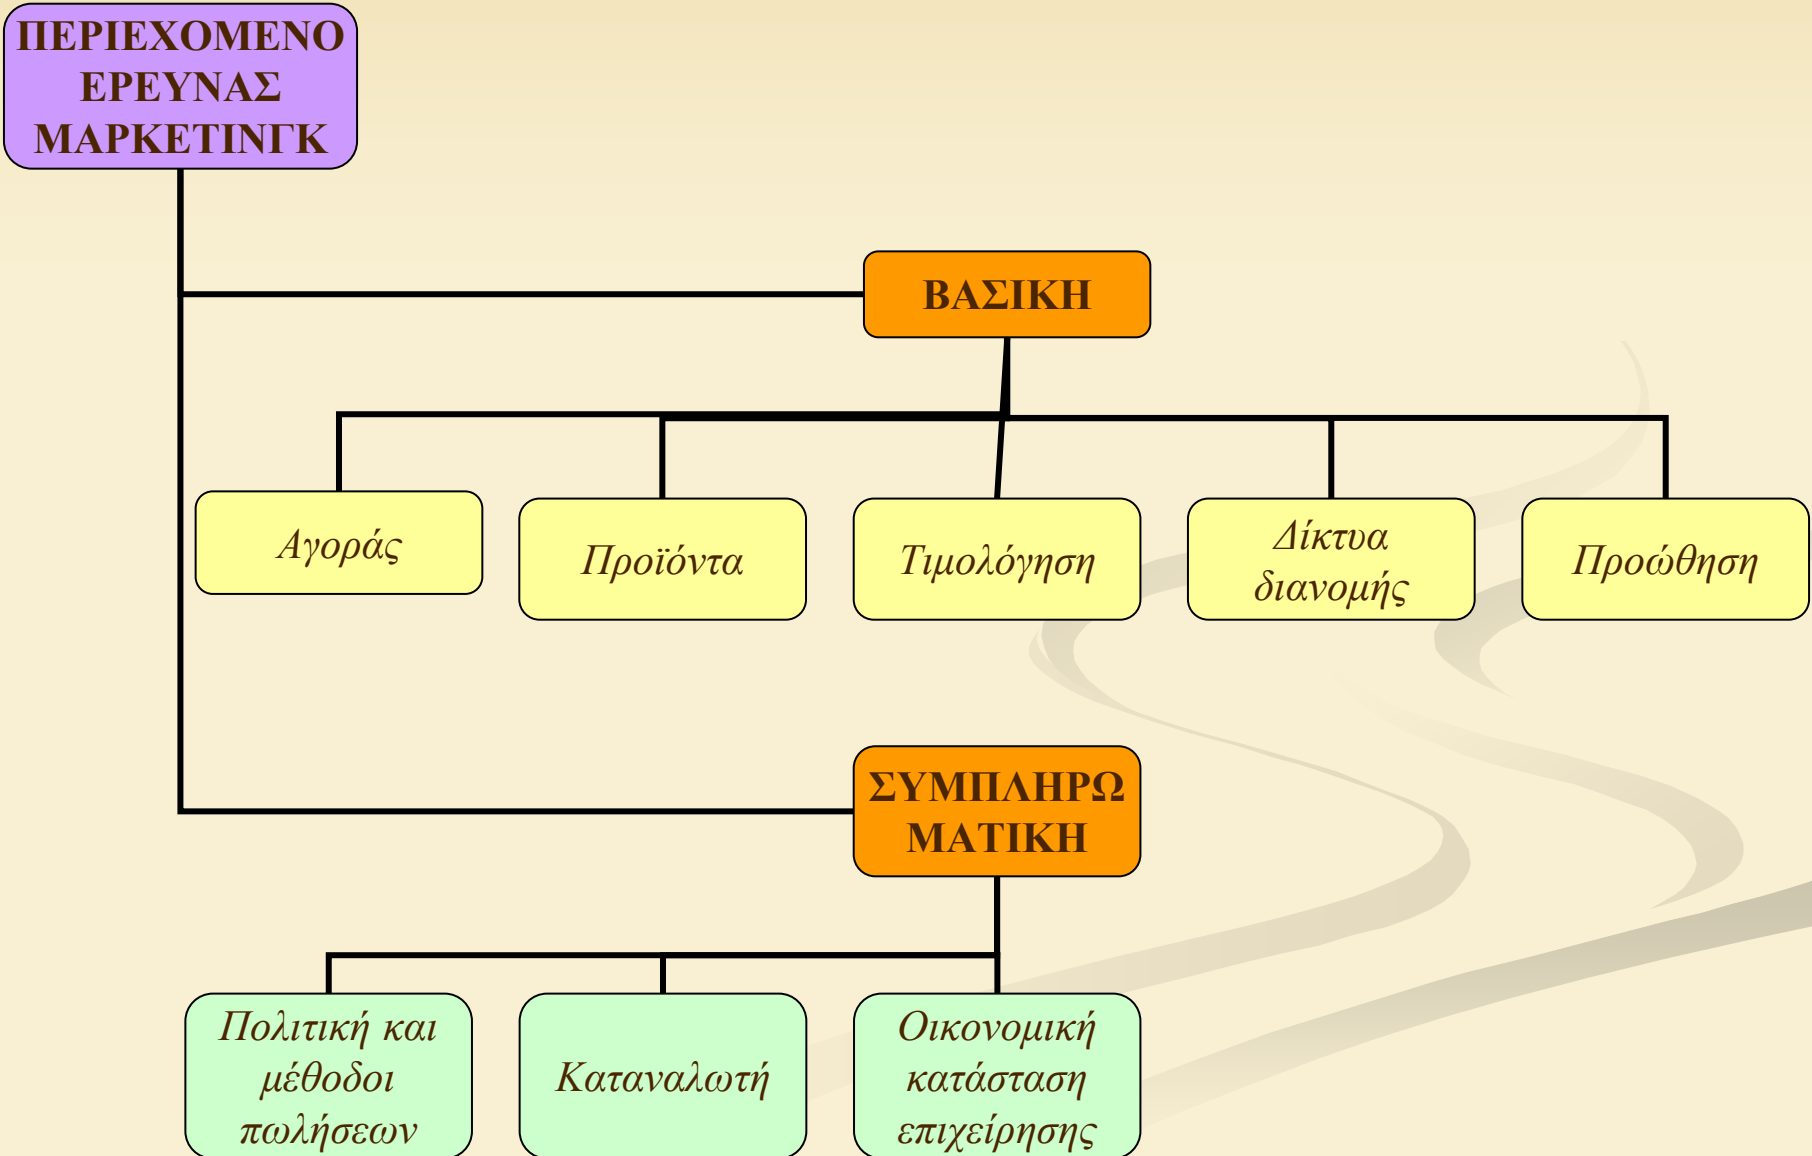 ΠΕΡΙΕΧΟΜΕΝΟ
ΕΡΕΥΝΑΣ
ΜΑΡΚΕΤΙΝΓΚ
ΒΑΣΙΚΗ
Αγοράς
Προϊόντα
Τιμολόγηση
Δίκτυα
διανομής
Προώθηση
ΣΥΜΠΛΗΡΩ
ΜΑΤΙΚΗ
Πολιτική και
μέθοδοι
πωλήσεων
Καταναλωτή
Οικονομική
κατάσταση
επιχείρησης